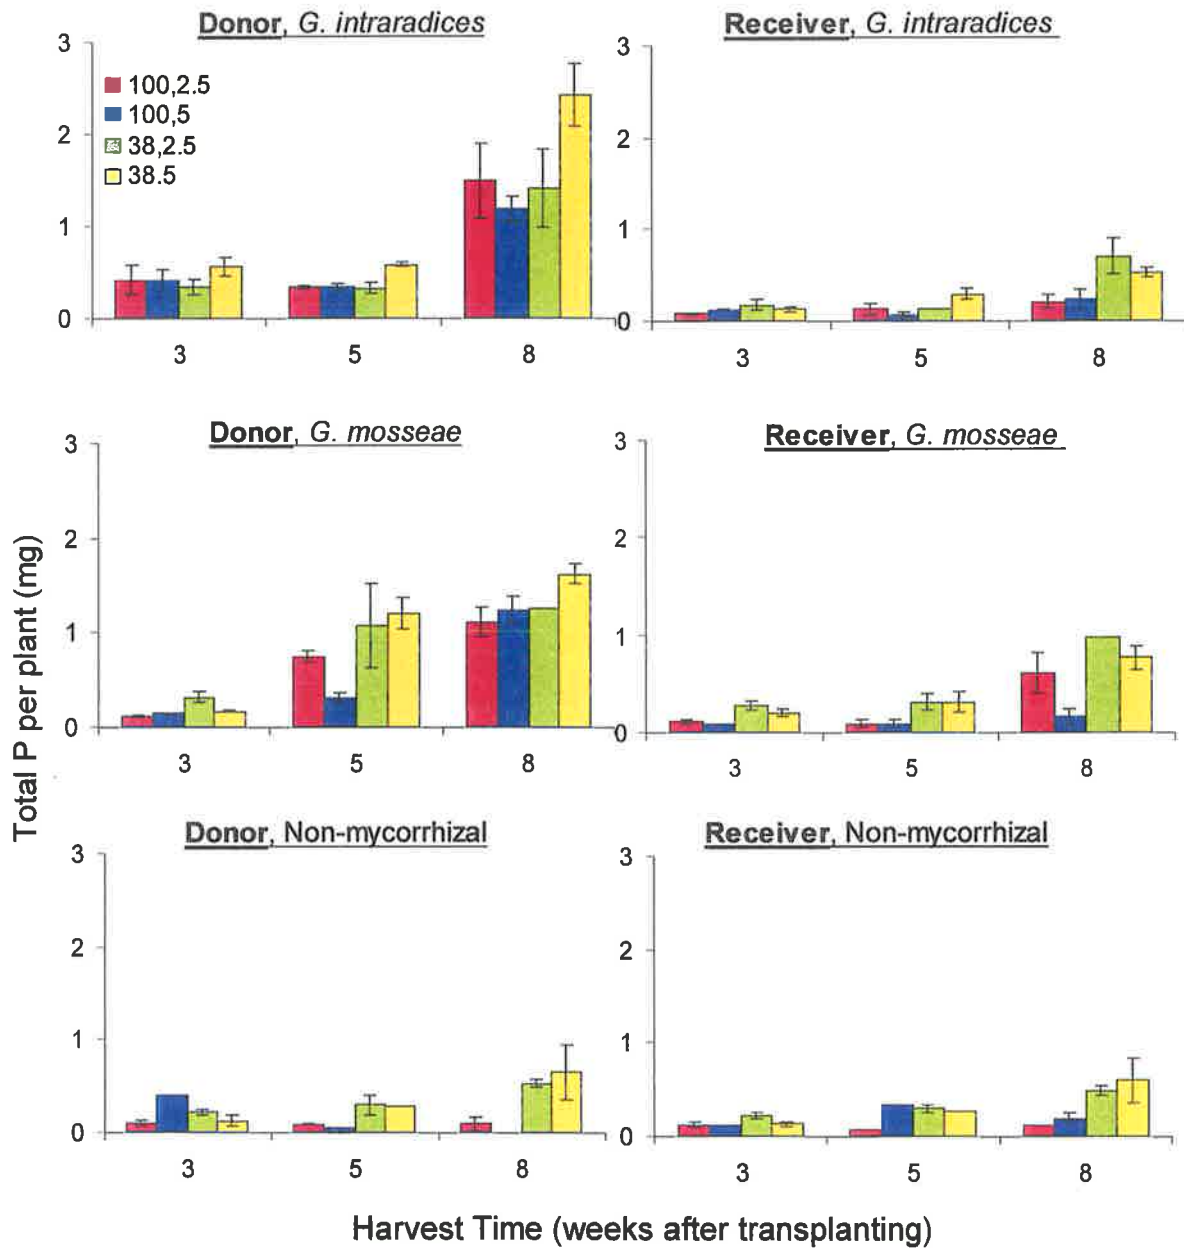 Donor, G. intraradices
3
2
1
0
100,2.5
100,5
38,2.5
38.5
3 5 8
Receiver, G. intraradices
3
2
1
0
3 5 8
Total P per plant (mg)
Donor, G. mosseae
3
2
1
0
3 5 8
Receiver, G. mosseae
3
2
1
0
3 5 8
Donor, Non-mycorrhizal
3
2
1
0
3 5 8
Receiver, Non-mycorrhizal
3
2
1
0
3 5 8
Harvest Time (weeks after transplanting)